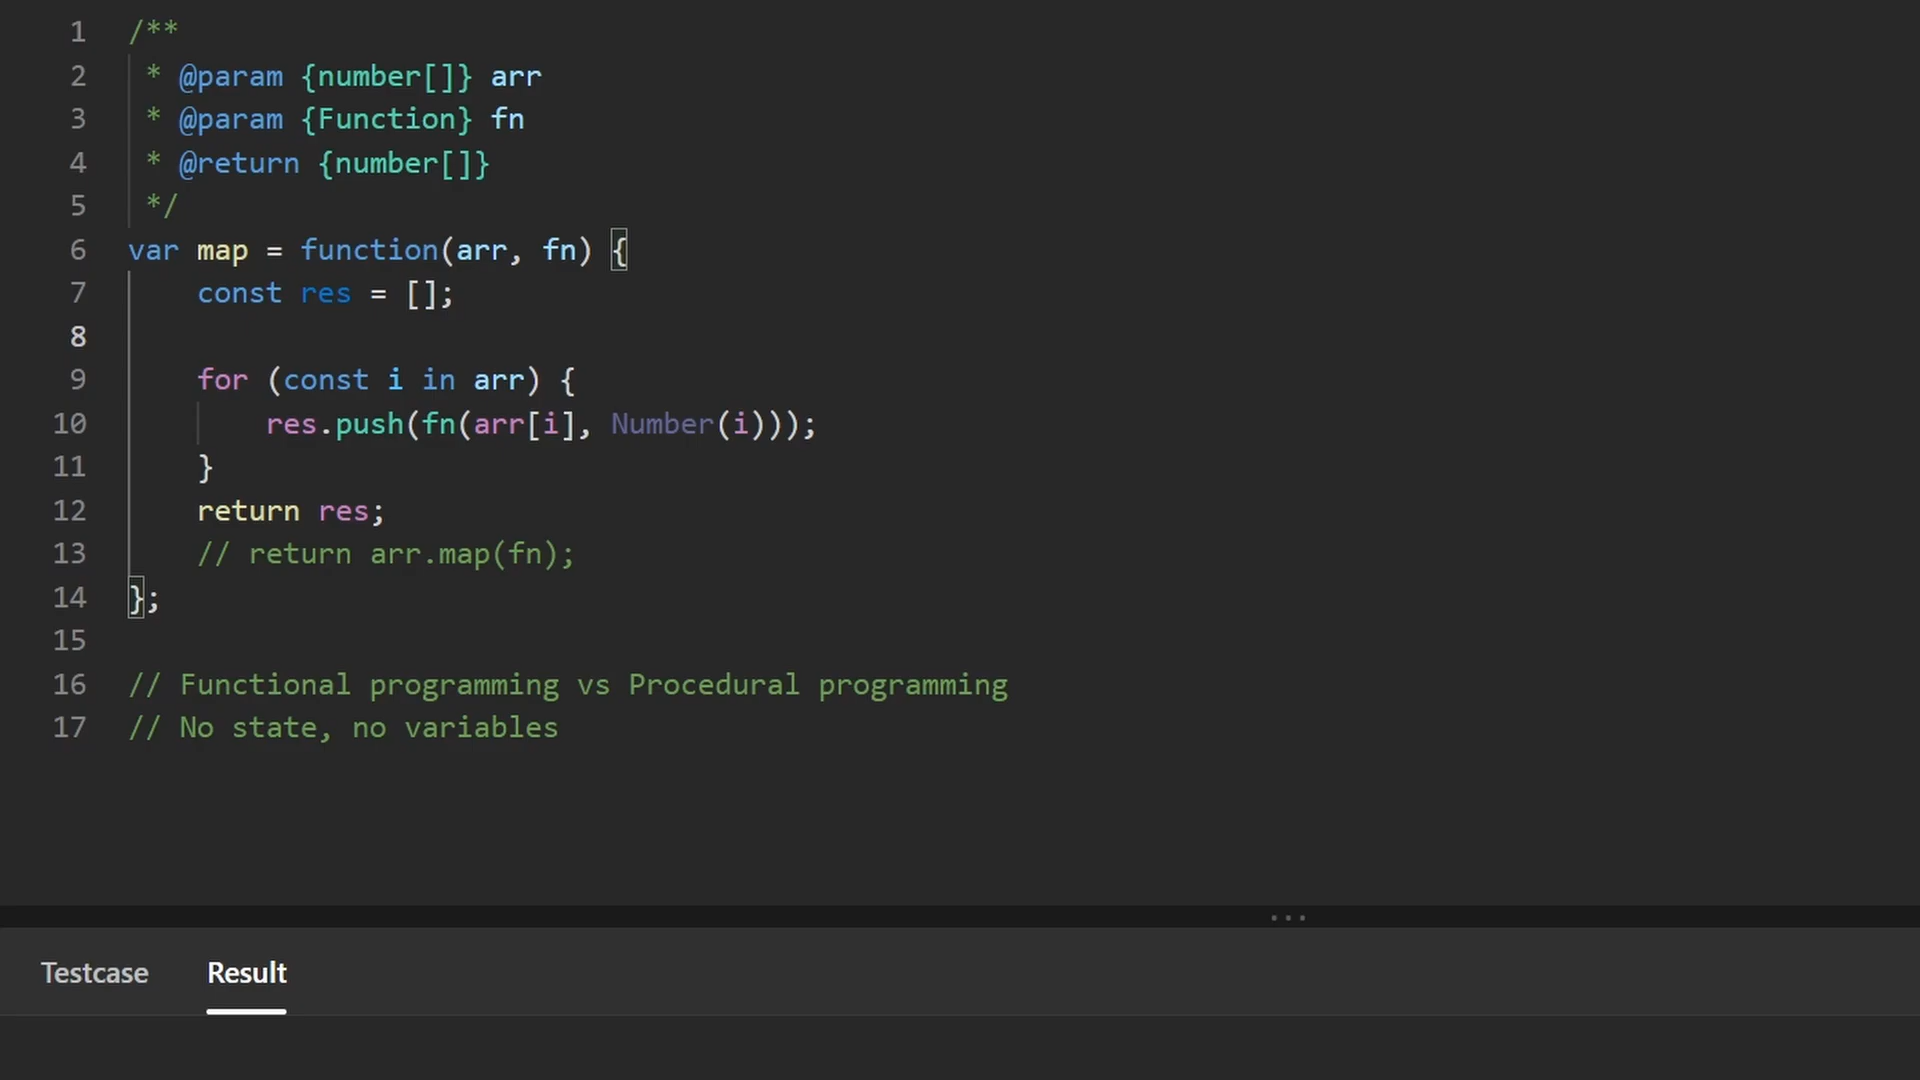 1 /**
2  * @param {number[]} arr
3  * @param {Function} fn
4  * @return {number[]}
5  */
6 var map = function(arr, fn) {
7     const res = [];
8
9     for (const i in arr) {
10         res.push(fn(arr[i], Number(i)));
11     }
12     return res;
13     // return arr.map(fn);
14 };
15
16 // Functional programming vs Procedural programming
17 // No state, no variables
Testcase Result